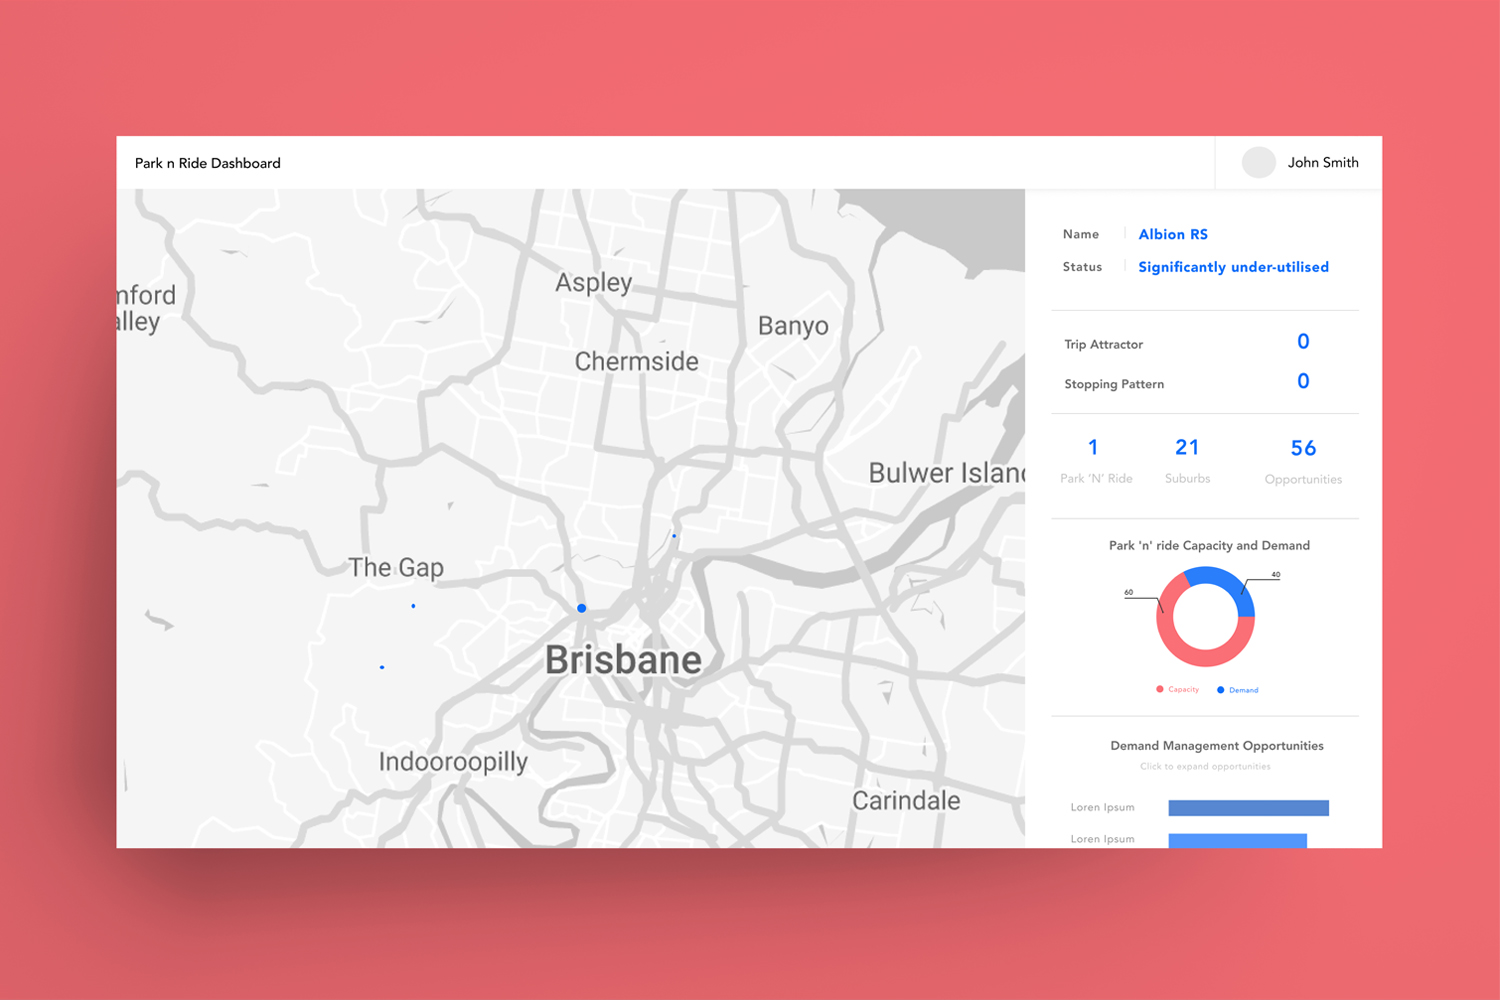 Park n Ride Dashboard
John Smith
mford
alley
Aspley
Banyo
Chermside
Bulwer Island
The Gap
Brisbane
Indooroopilly
Carindale
Name
Albion RS
Status
Significantly under-utilised
Trip Attractor
0
Stopping Pattern
0
1
21
56
Park 'N' Ride
Suburbs
Opportunities
Park 'n' ride Capacity and Demand
40
60
Capacity
Demand
Demand Management Opportunities
Click to expand opportunities
Loren Ipsum
Loren Ipsum